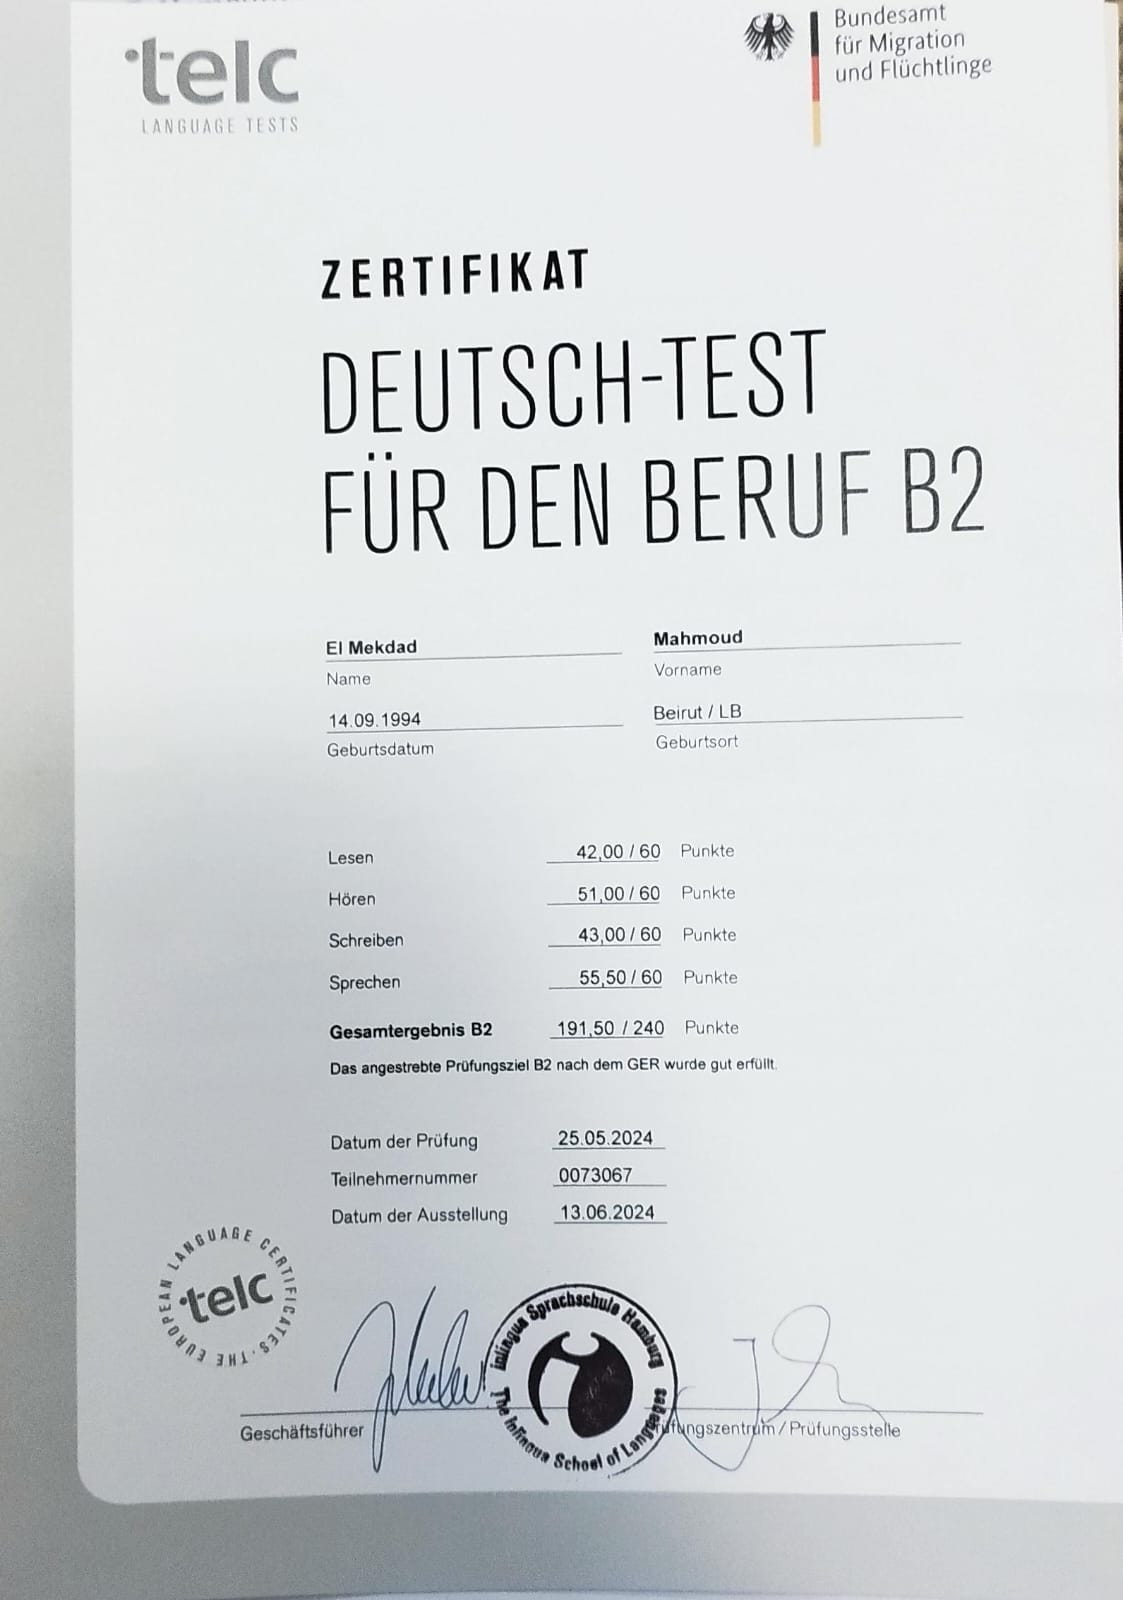 telc
LANGUAGE TESTS
Bundesamt
für Migration
und Flüchtlinge
ZERTIFIKAT
DEUTSCH-TEST
FÜR DEN BERUF B2
El Mekdad
Mahmoud
Name
Vorname
14.09.1994
Beirut / LB
Geburtsdatum
Geburtsort
Lesen 42,00 / 60 Punkte
Hören 51,00 / 60 Punkte
Schreiben 43,00 / 60 Punkte
Sprechen 55,50 / 60 Punkte
Gesamtergebnis B2 191,50 / 240 Punkte
Das angestrebte Prüfungsziel B2 nach dem GER wurde gut erfüllt.
Datum der Prüfung 25.05.2024
Teilnehmernummer 0073067
Datum der Ausstellung 13.06.2024
THE EUROPEAN LANGUAGE CERTIFICATES
telc
inlingua Sprachschule Hamburg
The School of Languages
Geschäftsführer
Prüfungszentrum / Prüfungsstelle